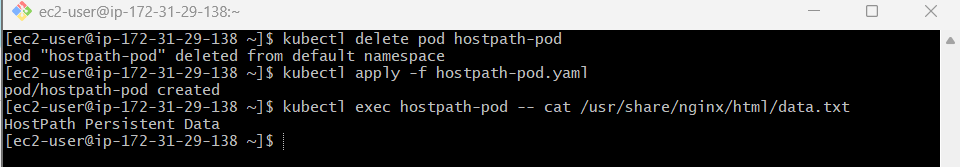 ec2-user@ip-172-31-29-138:~
[ec2-user@ip-172-31-29-138 ~]$ kubectl delete pod hostpath-pod
pod "hostpath-pod" deleted from default namespace
[ec2-user@ip-172-31-29-138 ~]$ kubectl apply -f hostpath-pod.yaml
pod/hostpath-pod created
[ec2-user@ip-172-31-29-138 ~]$ kubectl exec hostpath-pod -- cat /usr/share/nginx/html/data.txt
HostPath Persistent Data
[ec2-user@ip-172-31-29-138 ~]$